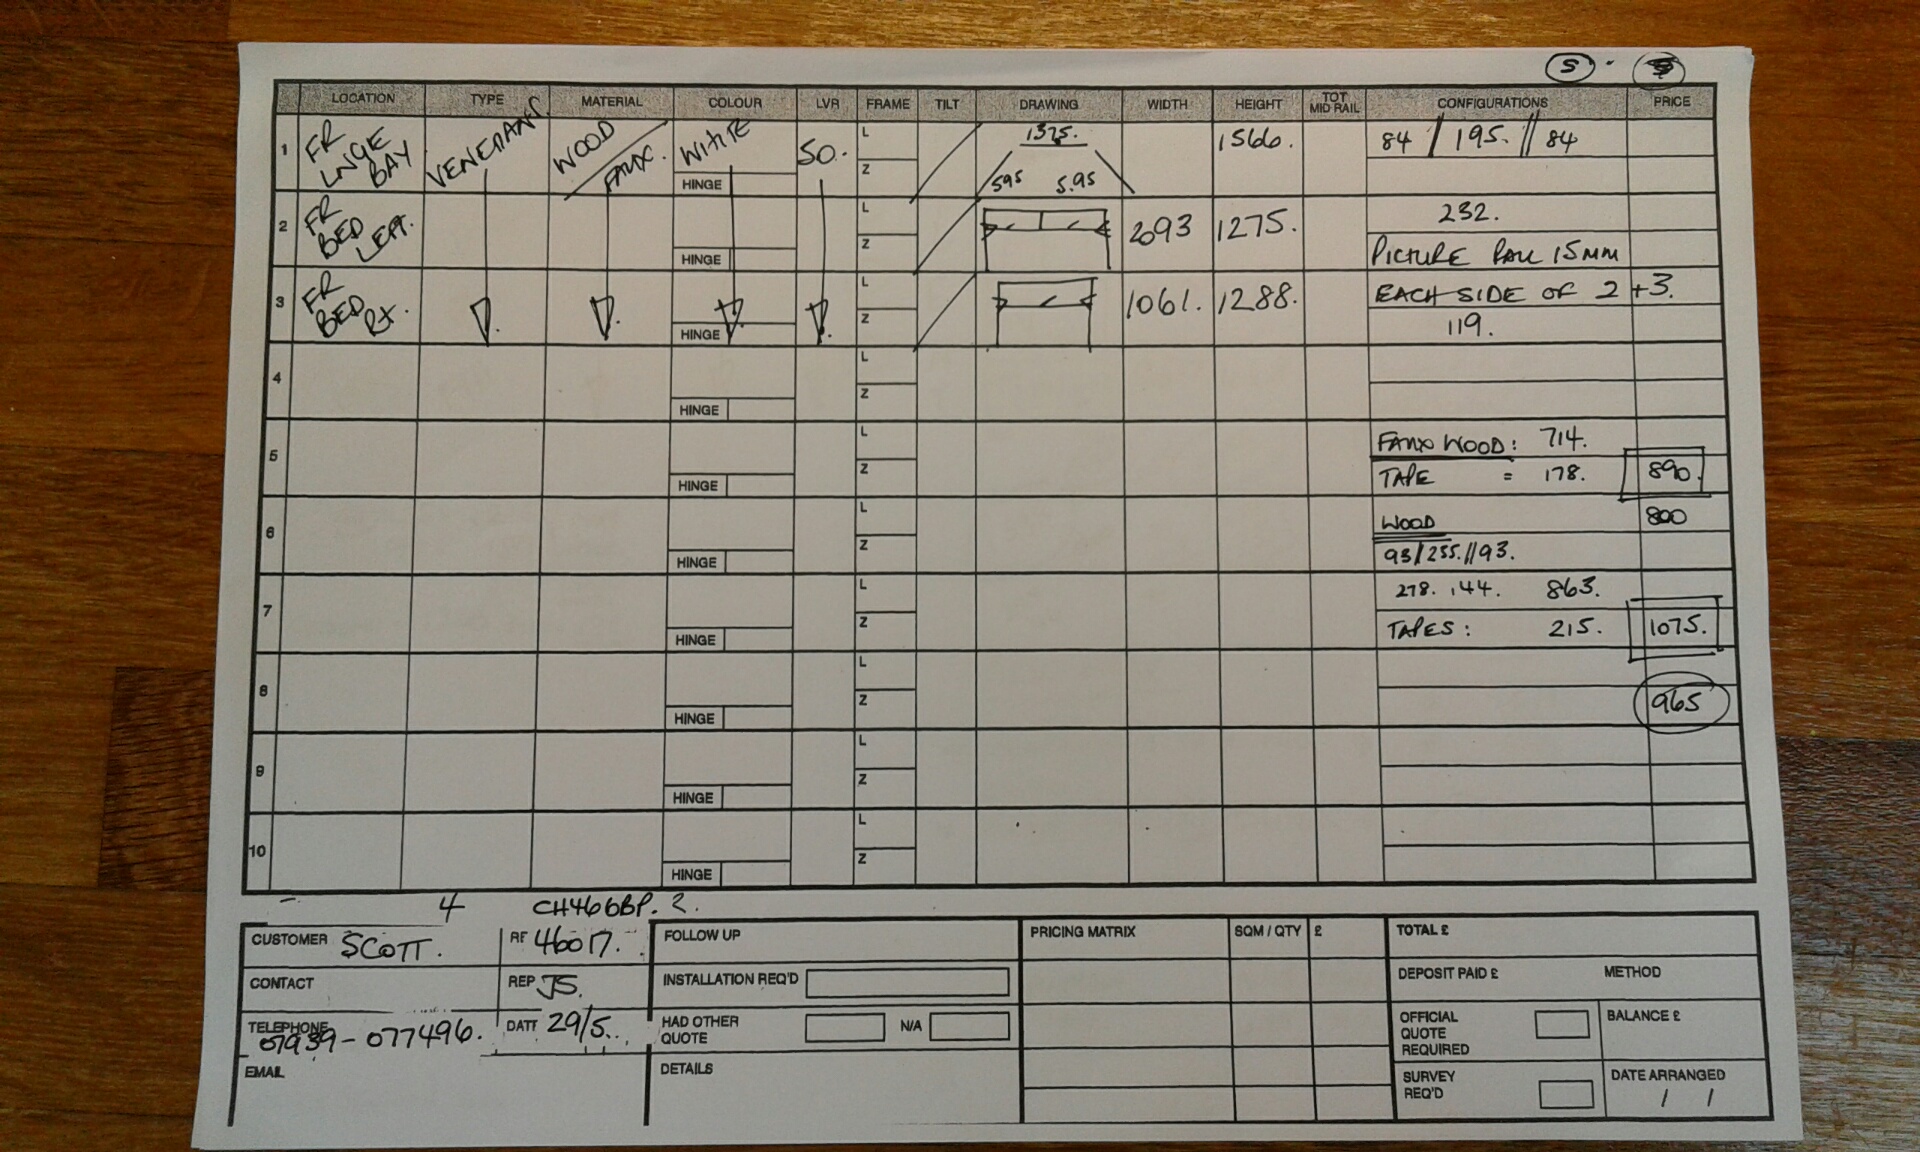 S
LOCATION TYPE MATERIAL COLOUR LVR FRAME TILT DRAWING WIDTH HEIGHT TOT MID RAIL CONFIGURATIONS PRICE
1 FR LNGE BAY VENETIANS. WOOD / FAUX. WHITE HINGE 50. L Z 1375. 595 5.95 1566. 84 / 195. // 84
2 FR BED LEFT. HINGE L Z 2093 1275. 232.
PICTURE RAIL 15MM
3 FR BED RT. HINGE L Z 1061. 1288. EACH SIDE OF 2 + 3.
119.
4 HINGE L Z
5 HINGE L Z FAUX WOOD: 714.
TAPE = 178. 890.
6 HINGE L Z WOOD 800
93/255.//93.
7 HINGE L Z 278. 144. 863.
TAPES: 215. 1075.
8 HINGE L Z 965
9 HINGE L Z
10 HINGE L Z
4 CH466BP. 2.
CUSTOMER SCOTT. RF 46017.
CONTACT REP JS.
TELEPHONE 07939-077496. DATE 29/5.
EMAIL
FOLLOW UP
INSTALLATION REQ'D
HAD OTHER QUOTE N/A
DETAILS
PRICING MATRIX SQM / QTY £
TOTAL £
DEPOSIT PAID £ METHOD
OFFICIAL QUOTE REQUIRED BALANCE £
SURVEY REQ'D DATE ARRANGED
/ /